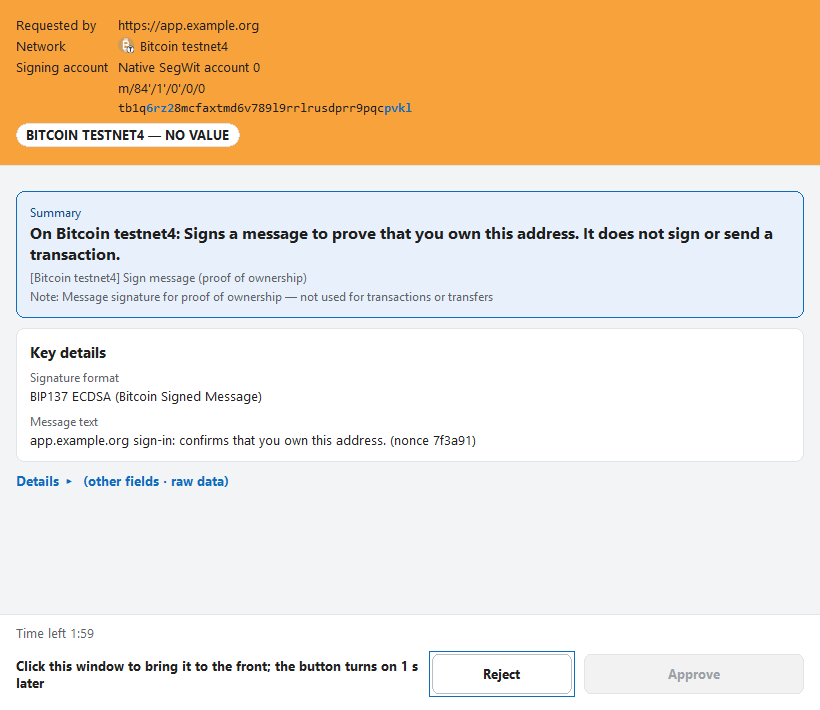 Requested by https://app.example.org
Network Bitcoin testnet4
Signing account Native SegWit account 0
m/84'/1'/0'/0/0
tb1q6rz28mcfaxtmd6v789l9rrlrusdprr9pqcpvkl
BITCOIN TESTNET4 — NO VALUE
Summary
On Bitcoin testnet4: Signs a message to prove that you own this address. It does not sign or send a
transaction.
[Bitcoin testnet4] Sign message (proof of ownership)
Note: Message signature for proof of ownership — not used for transactions or transfers
Key details
Signature format
BIP137 ECDSA (Bitcoin Signed Message)
Message text
app.example.org sign-in: confirms that you own this address. (nonce 7f3a91)
Details ▸ (other fields · raw data)
Time left 1:59
Click this window to bring it to the front; the button turns on 1 s
later
Reject
Approve